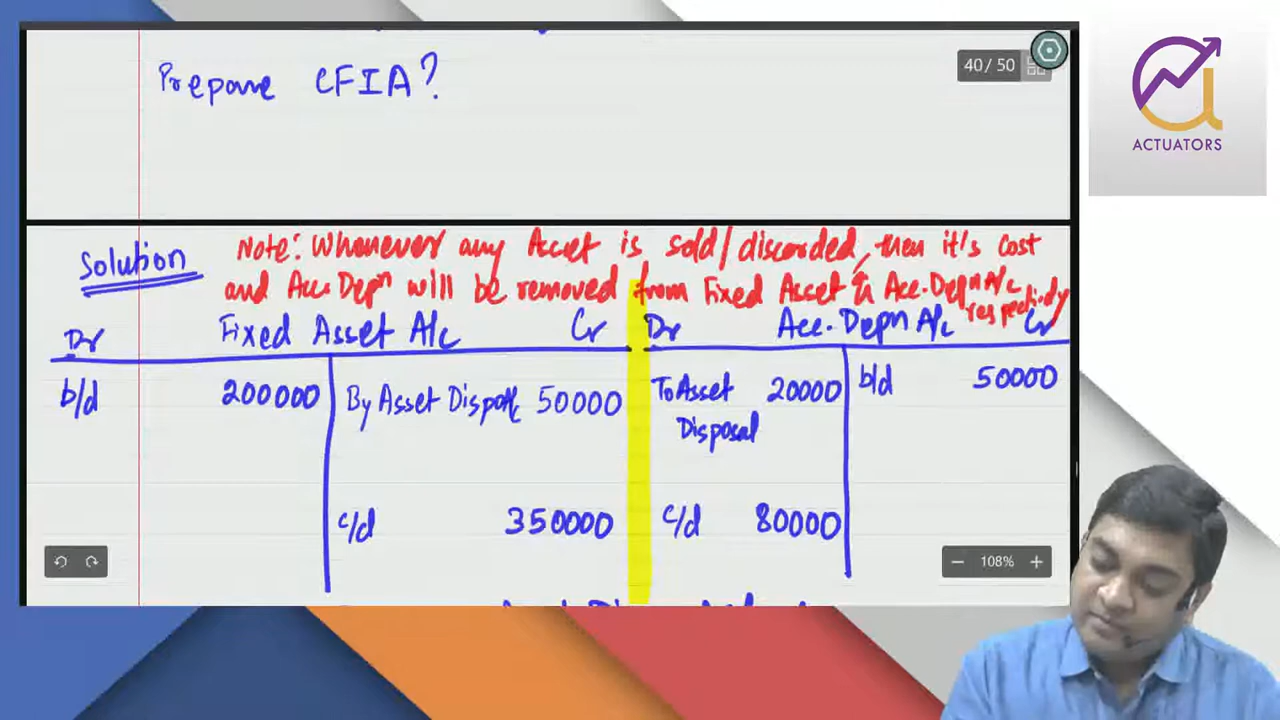 Prepare CFIA?
40 / 50
ACTUATORS
Solution
Note: Whenever any Asset is sold/discorded, then it's cost
and Acc. Depn will be removed from Fixed Asset & Acc. Depn A/c
respectively
Dr Fixed Asset A/c Cr
b/d 200000 By Asset Dispo 50000
c/d 350000
Dr Acc. Depn A/c Cr
To Asset 20000 b/d 50000
Disposal
c/d 80000
108%